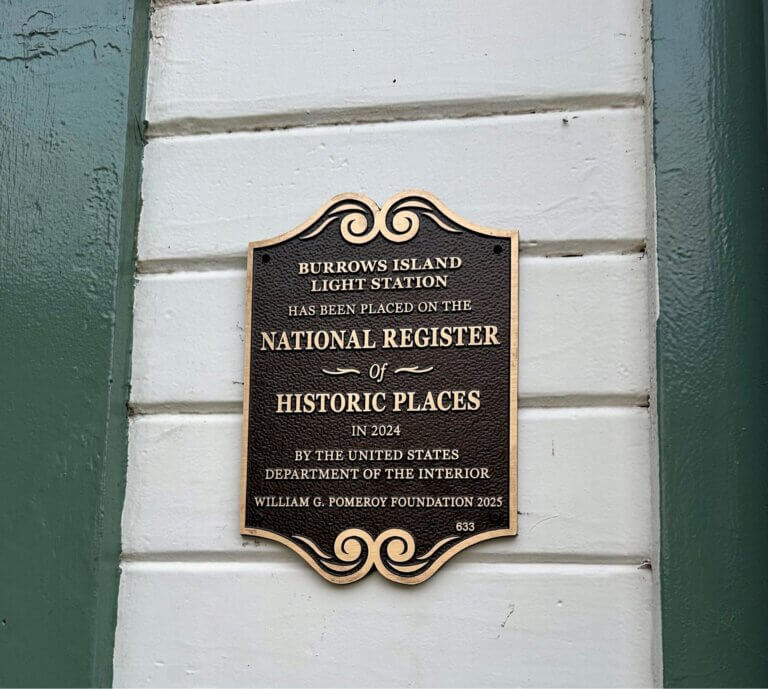 BURROWS ISLAND
LIGHT STATION
HAS BEEN PLACED ON THE
NATIONAL REGISTER
Of
HISTORIC PLACES
IN 2024
BY THE UNITED STATES
DEPARTMENT OF THE INTERIOR
WILLIAM G. POMEROY FOUNDATION 2025
633